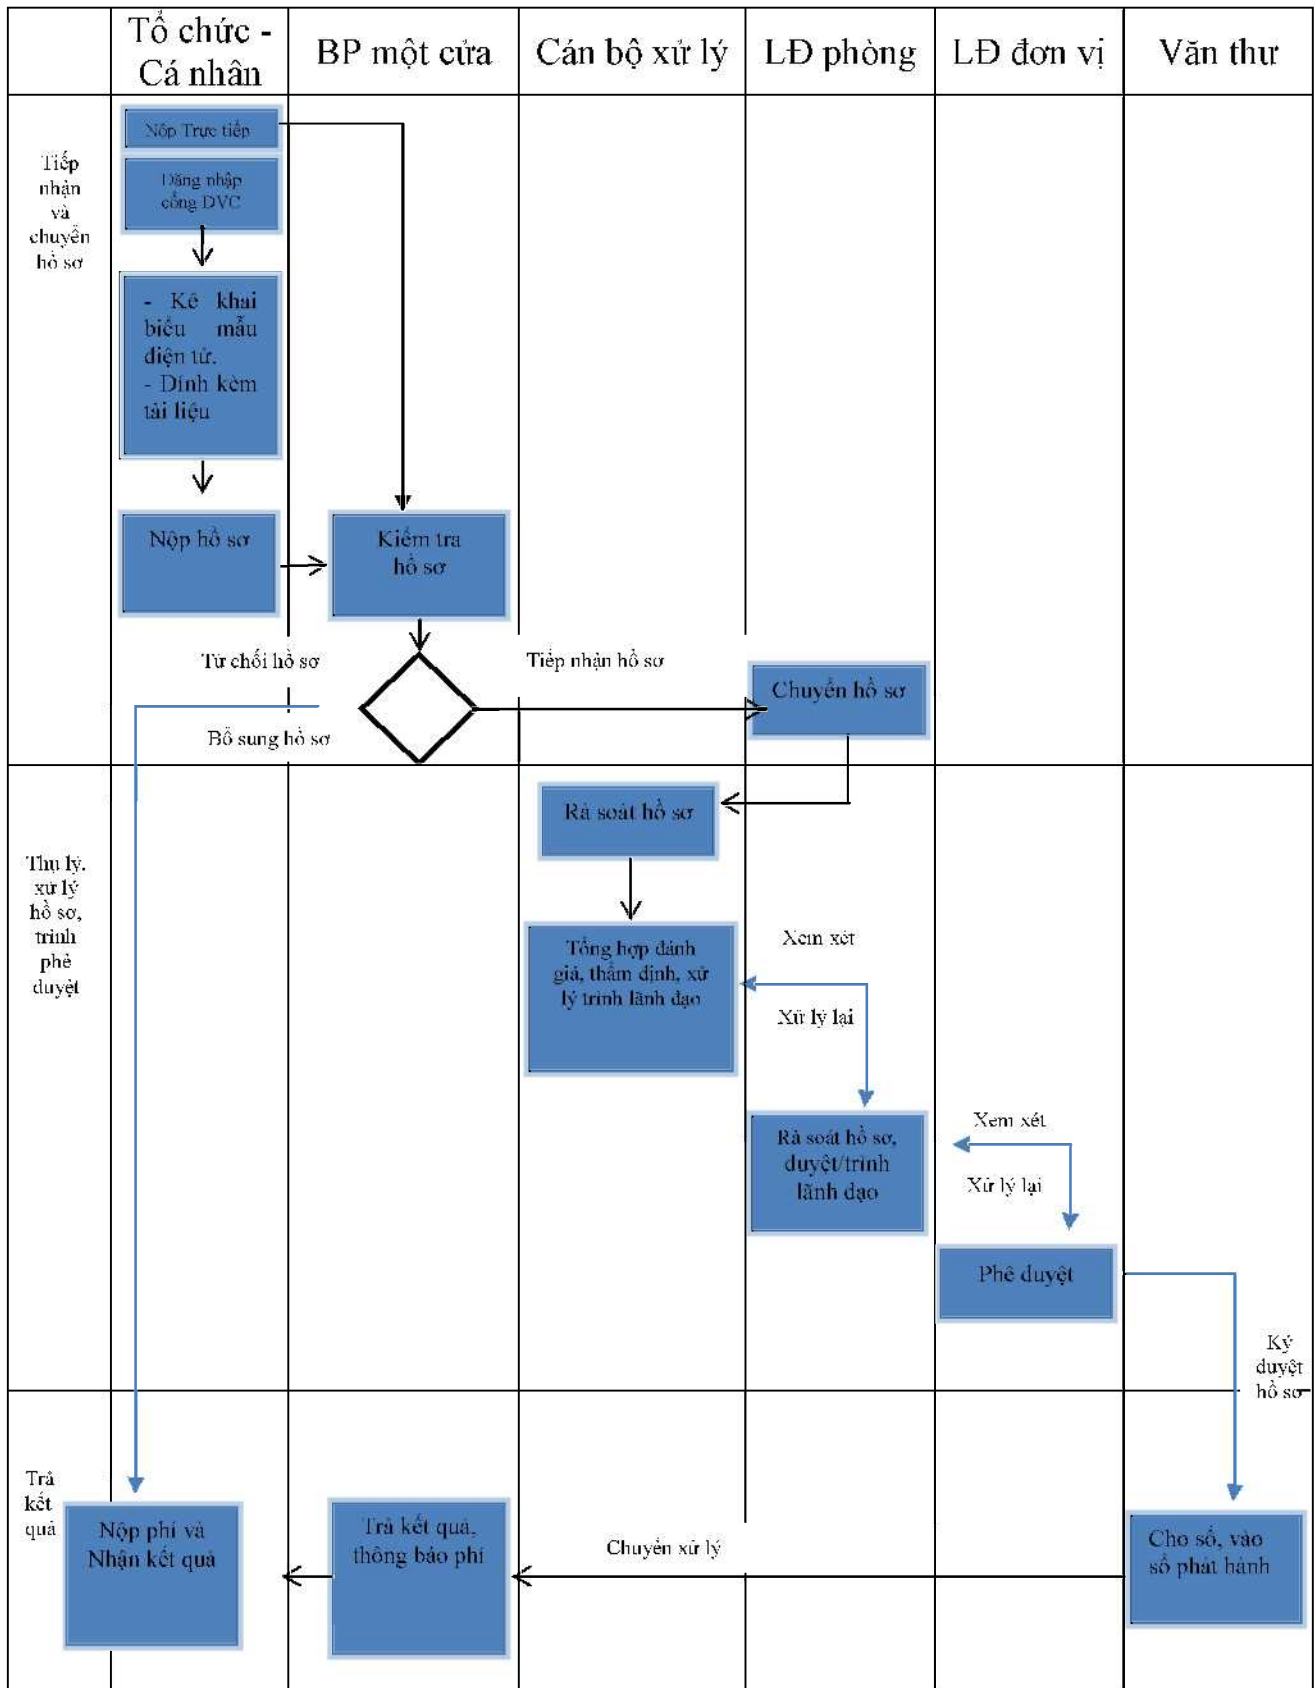 Tổ chức -
Cá nhân
BP một cửa
Cán bộ xử lý
LĐ phòng
LĐ đơn vị
Văn thư
Tiếp
nhận
và
chuyển
hồ sơ
Nộp Trực tiếp
Đăng nhập
cổng DVC
- Kê khai
biểu mẫu
điện tử.
- Đính kèm
tài liệu
Nộp hồ sơ
Kiểm tra
hồ sơ
Từ chối hồ sơ
Tiếp nhận hồ sơ
Chuyển hồ sơ
Bổ sung hồ sơ
Thụ lý,
xử lý
hồ sơ,
trình
phê
duyệt
Rà soát hồ sơ
Tổng hợp đánh
giá, thẩm định, xử
lý trình lãnh đạo
Xem xét
Xử lý lại
Rà soát hồ sơ,
duyệt/trình
lãnh đạo
Xem xét
Xử lý lại
Phê duyệt
Ký
duyệt
hồ sơ
Trả
kết
quả
Nộp phí và
Nhận kết quả
Trả kết quả,
thông báo phí
Chuyển xử lý
Cho số, vào
sổ phát hành